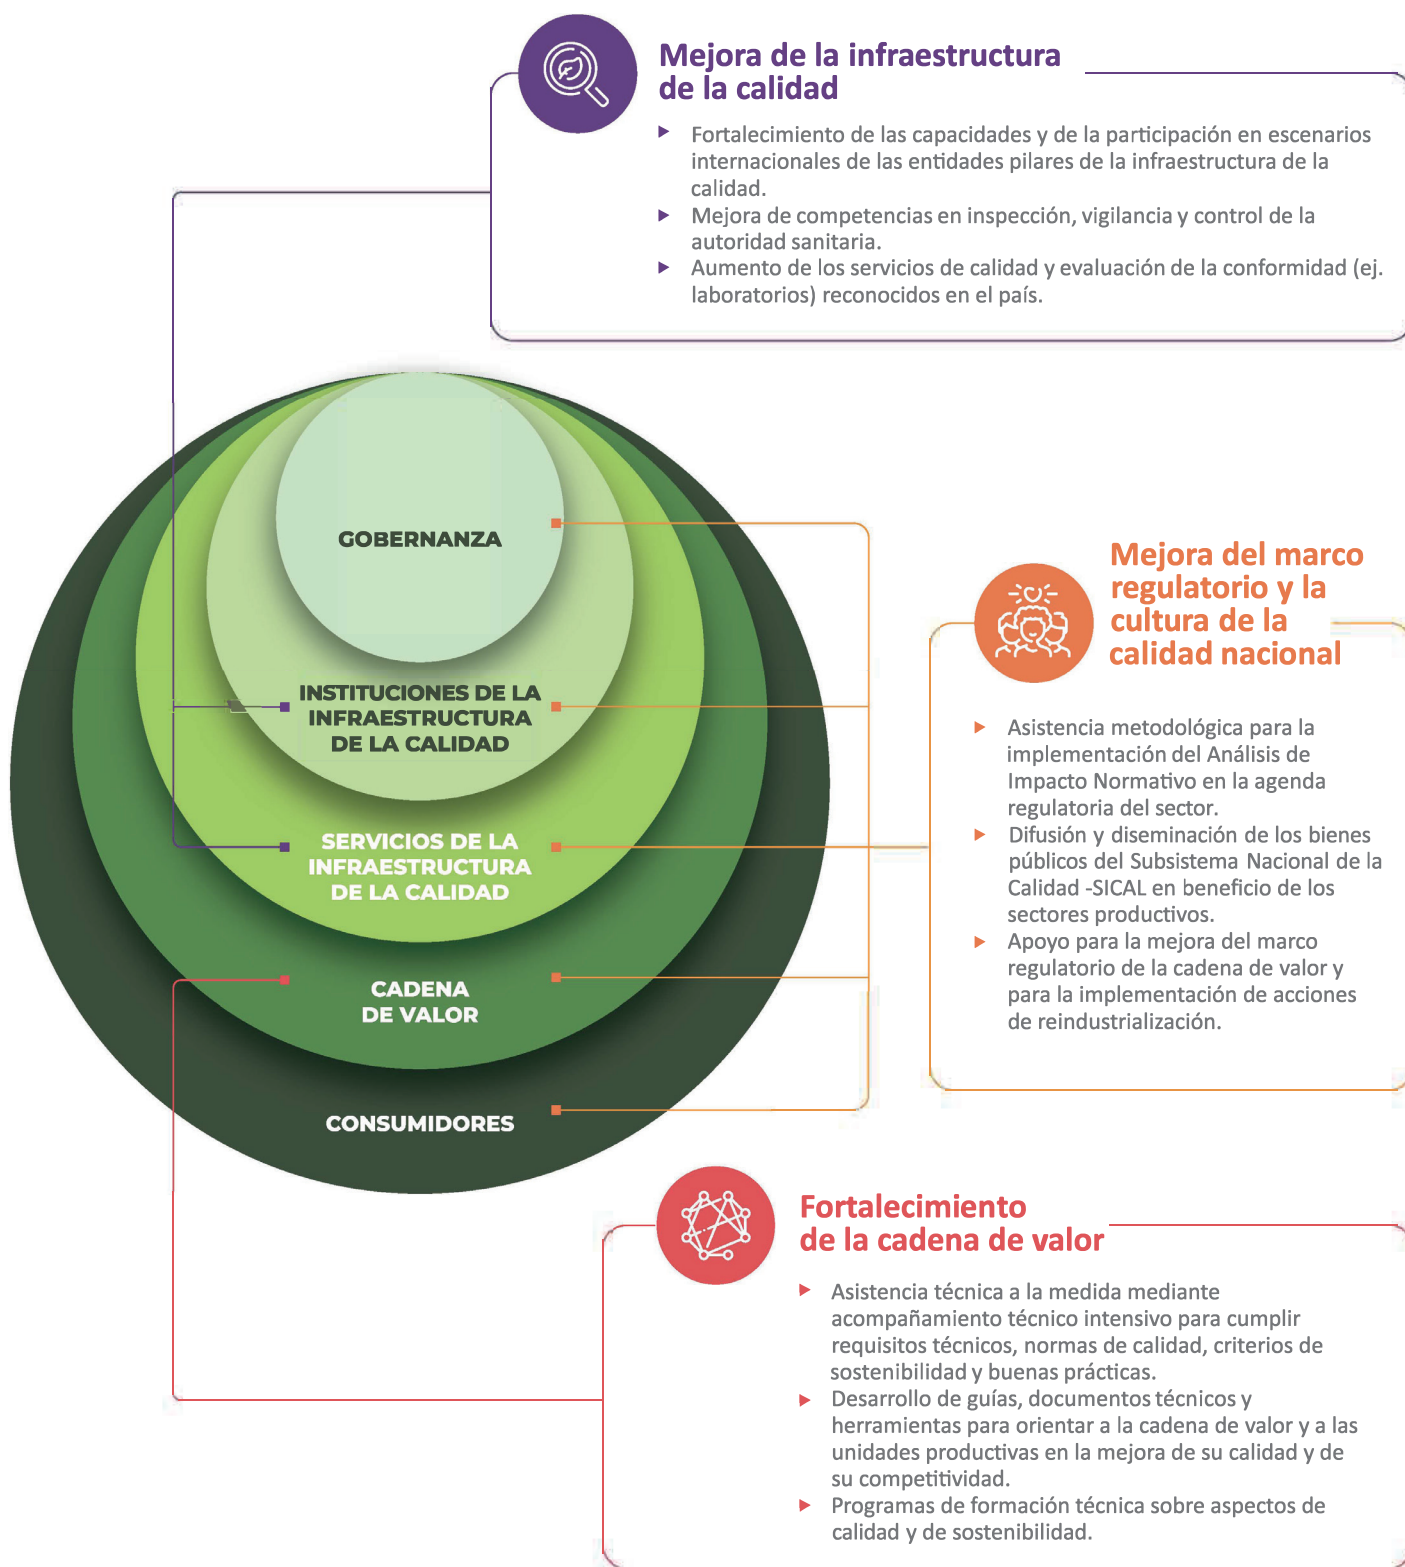 Mejora de la infraestructura
de la calidad
Fortalecimiento de las capacidades y de la participación en escenarios
internacionales de las entidades pilares de la infraestructura de la
calidad.
Mejora de competencias en inspección, vigilancia y control de la
autoridad sanitaria.
Aumento de los servicios de calidad y evaluación de la conformidad (ej.
laboratorios) reconocidos en el país.
GOBERNANZA
INSTITUCIONES DE LA
INFRAESTRUCTURA
DE LA CALIDAD
SERVICIOS DE LA
INFRAESTRUCTURA
DE LA CALIDAD
CADENA
DE VALOR
CONSUMIDORES
Mejora del marco
regulatorio y la
cultura de la
calidad nacional
Asistencia metodológica para la
implementación del Análisis de
Impacto Normativo en la agenda
regulatoria del sector.
Difusión y diseminación de los bienes
públicos del Subsistema Nacional de la
Calidad -SICAL en beneficio de los
sectores productivos.
Apoyo para la mejora del marco
regulatorio de la cadena de valor y
para la implementación de acciones
de reindustrialización.
Fortalecimiento
de la cadena de valor
Asistencia técnica a la medida mediante
acompañamiento técnico intensivo para cumplir
requisitos técnicos, normas de calidad, criterios de
sostenibilidad y buenas prácticas.
Desarrollo de guías, documentos técnicos y
herramientas para orientar a la cadena de valor y a las
unidades productivas en la mejora de su calidad y de
su competitividad.
Programas de formación técnica sobre aspectos de
calidad y de sostenibilidad.